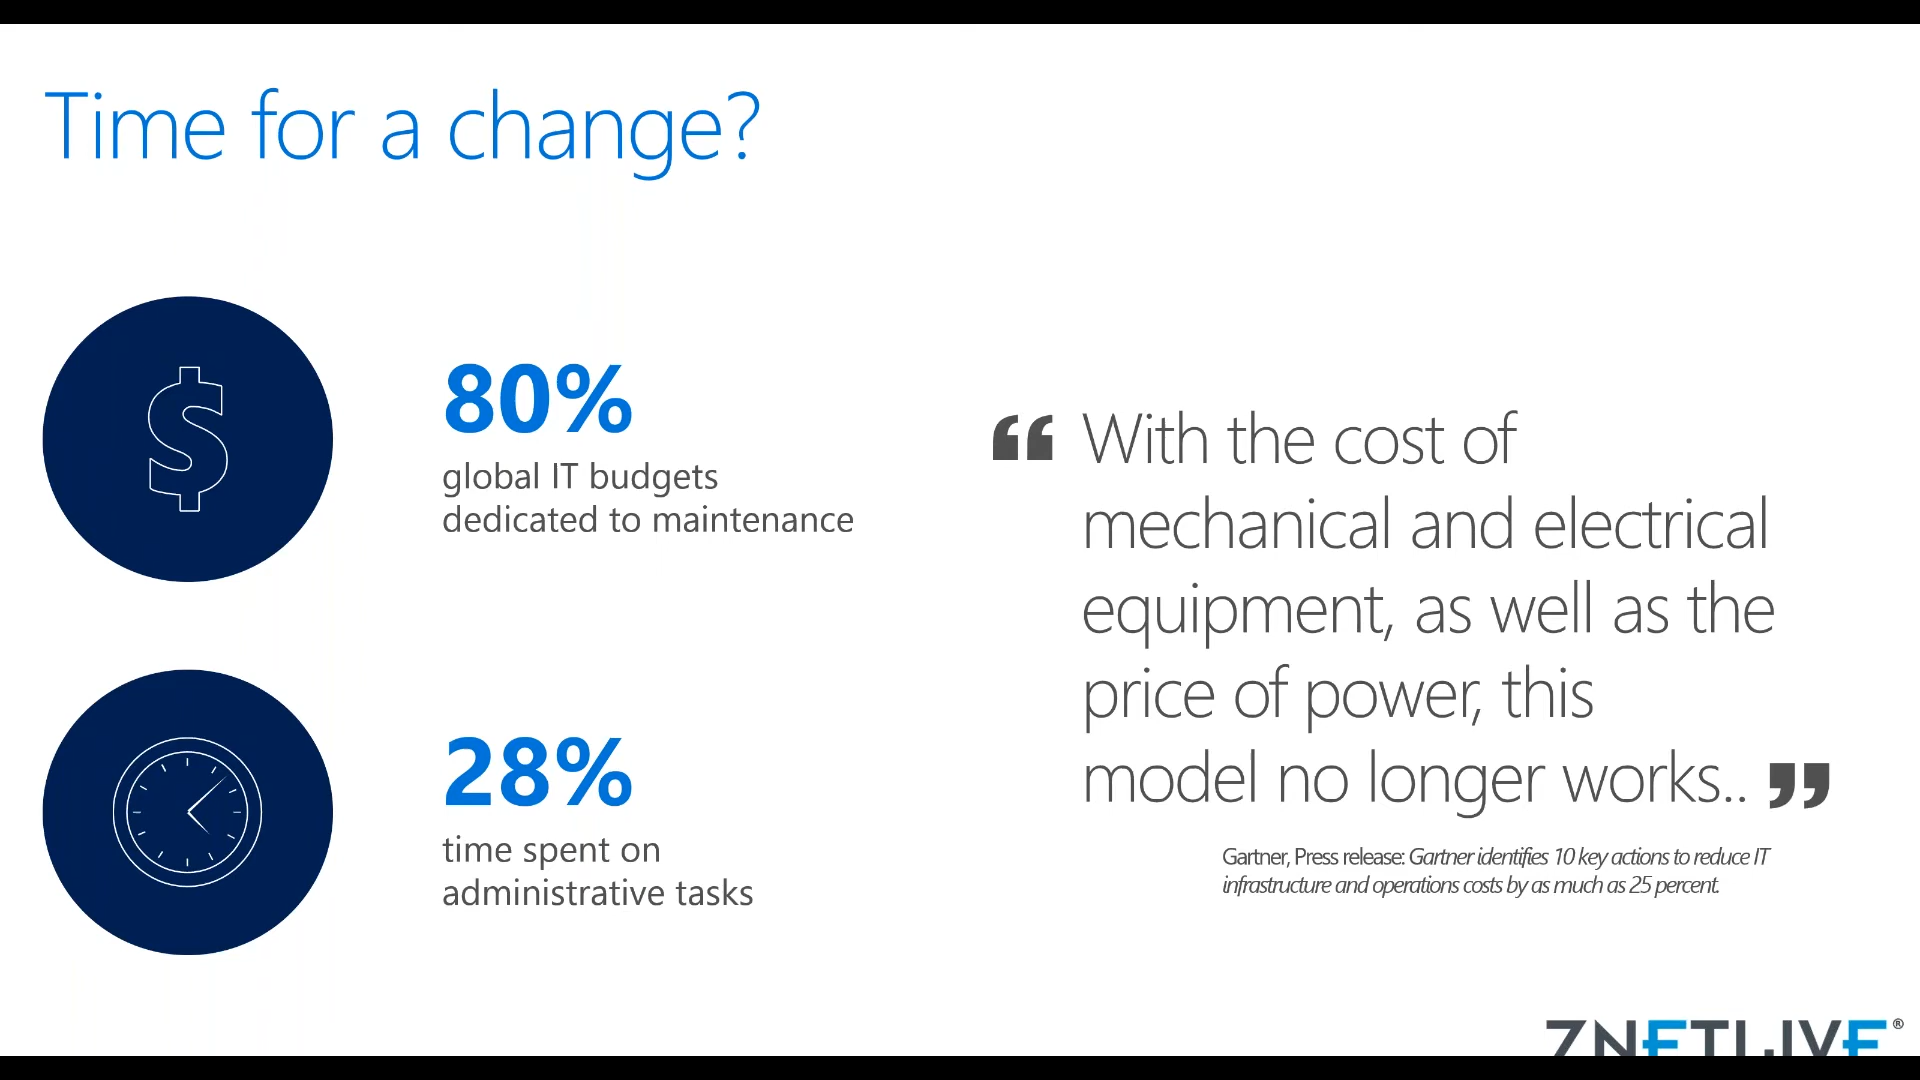 Time for a change?
$
80%
global IT budgets
dedicated to maintenance
28%
time spent on
administrative tasks
“ With the cost of
mechanical and electrical
equipment, as well as the
price of power, this
model no longer works.. ”
Gartner, Press release: Gartner identifies 10 key actions to reduce IT
infrastructure and operations costs by as much as 25 percent.
ZNETLIVE®